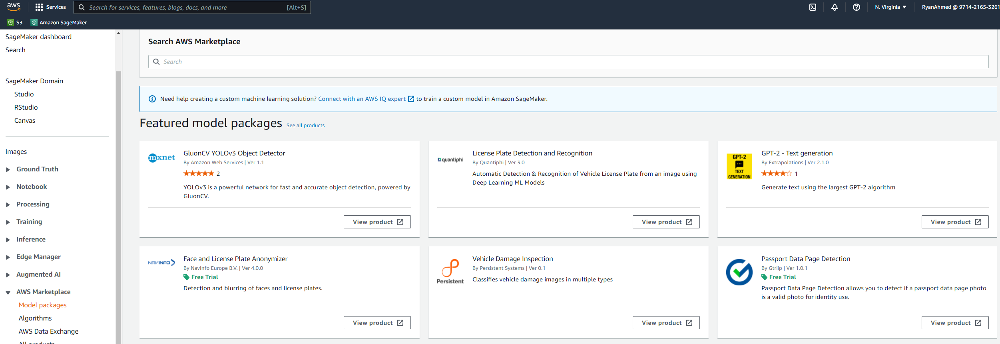 aws
Services
Search for services, features, blogs, docs, and more
[Alt+S]
N. Virginia
RyanAhmed @ 9714-2165-3261
S3
Amazon SageMaker
SageMaker dashboard
Search
SageMaker Domain
Studio
RStudio
Canvas
Images
Ground Truth
Notebook
Processing
Training
Inference
Edge Manager
Augmented AI
AWS Marketplace
Model packages
Algorithms
AWS Data Exchange
All products
Search AWS Marketplace
Search
Need help creating a custom machine learning solution? Connect with an AWS IQ expert to train a custom model in Amazon SageMaker.
Featured model packages See all products
mxnet
GluonCV YOLOv3 Object Detector
By Amazon Web Services | Ver 1.1
2
YOLOv3 is a powerful network for fast and accurate object detection, powered by
GluonCV.
View product
quantiphi
License Plate Detection and Recognition
By Quantiphi | Ver 3.0
Automatic Detection & Recognition of Vehicle License Plate from an image using
Deep Learning ML Models
View product
GPT-2
TEXT
GENERATION
GPT-2 - Text generation
By Extrapolations | Ver 2.1.0
1
Generate text using the largest GPT-2 algorithm
View product
NAVINFO
Face and License Plate Anonymizer
By NavInfo Europe B.V. | Ver 4.0.0
Free Trial
Detection and blurring of faces and license plates.
View product
Persistent
Vehicle Damage Inspection
By Persistent Systems | Ver 0.1
Classifies vehicle damage images in multiple types
View product
Passport Data Page Detection
By Gtriip | Ver 1.0.1
Free Trial
Passport Data Page Detection allows you to detect if a passport data page photo
is a valid photo for identity use.
View product